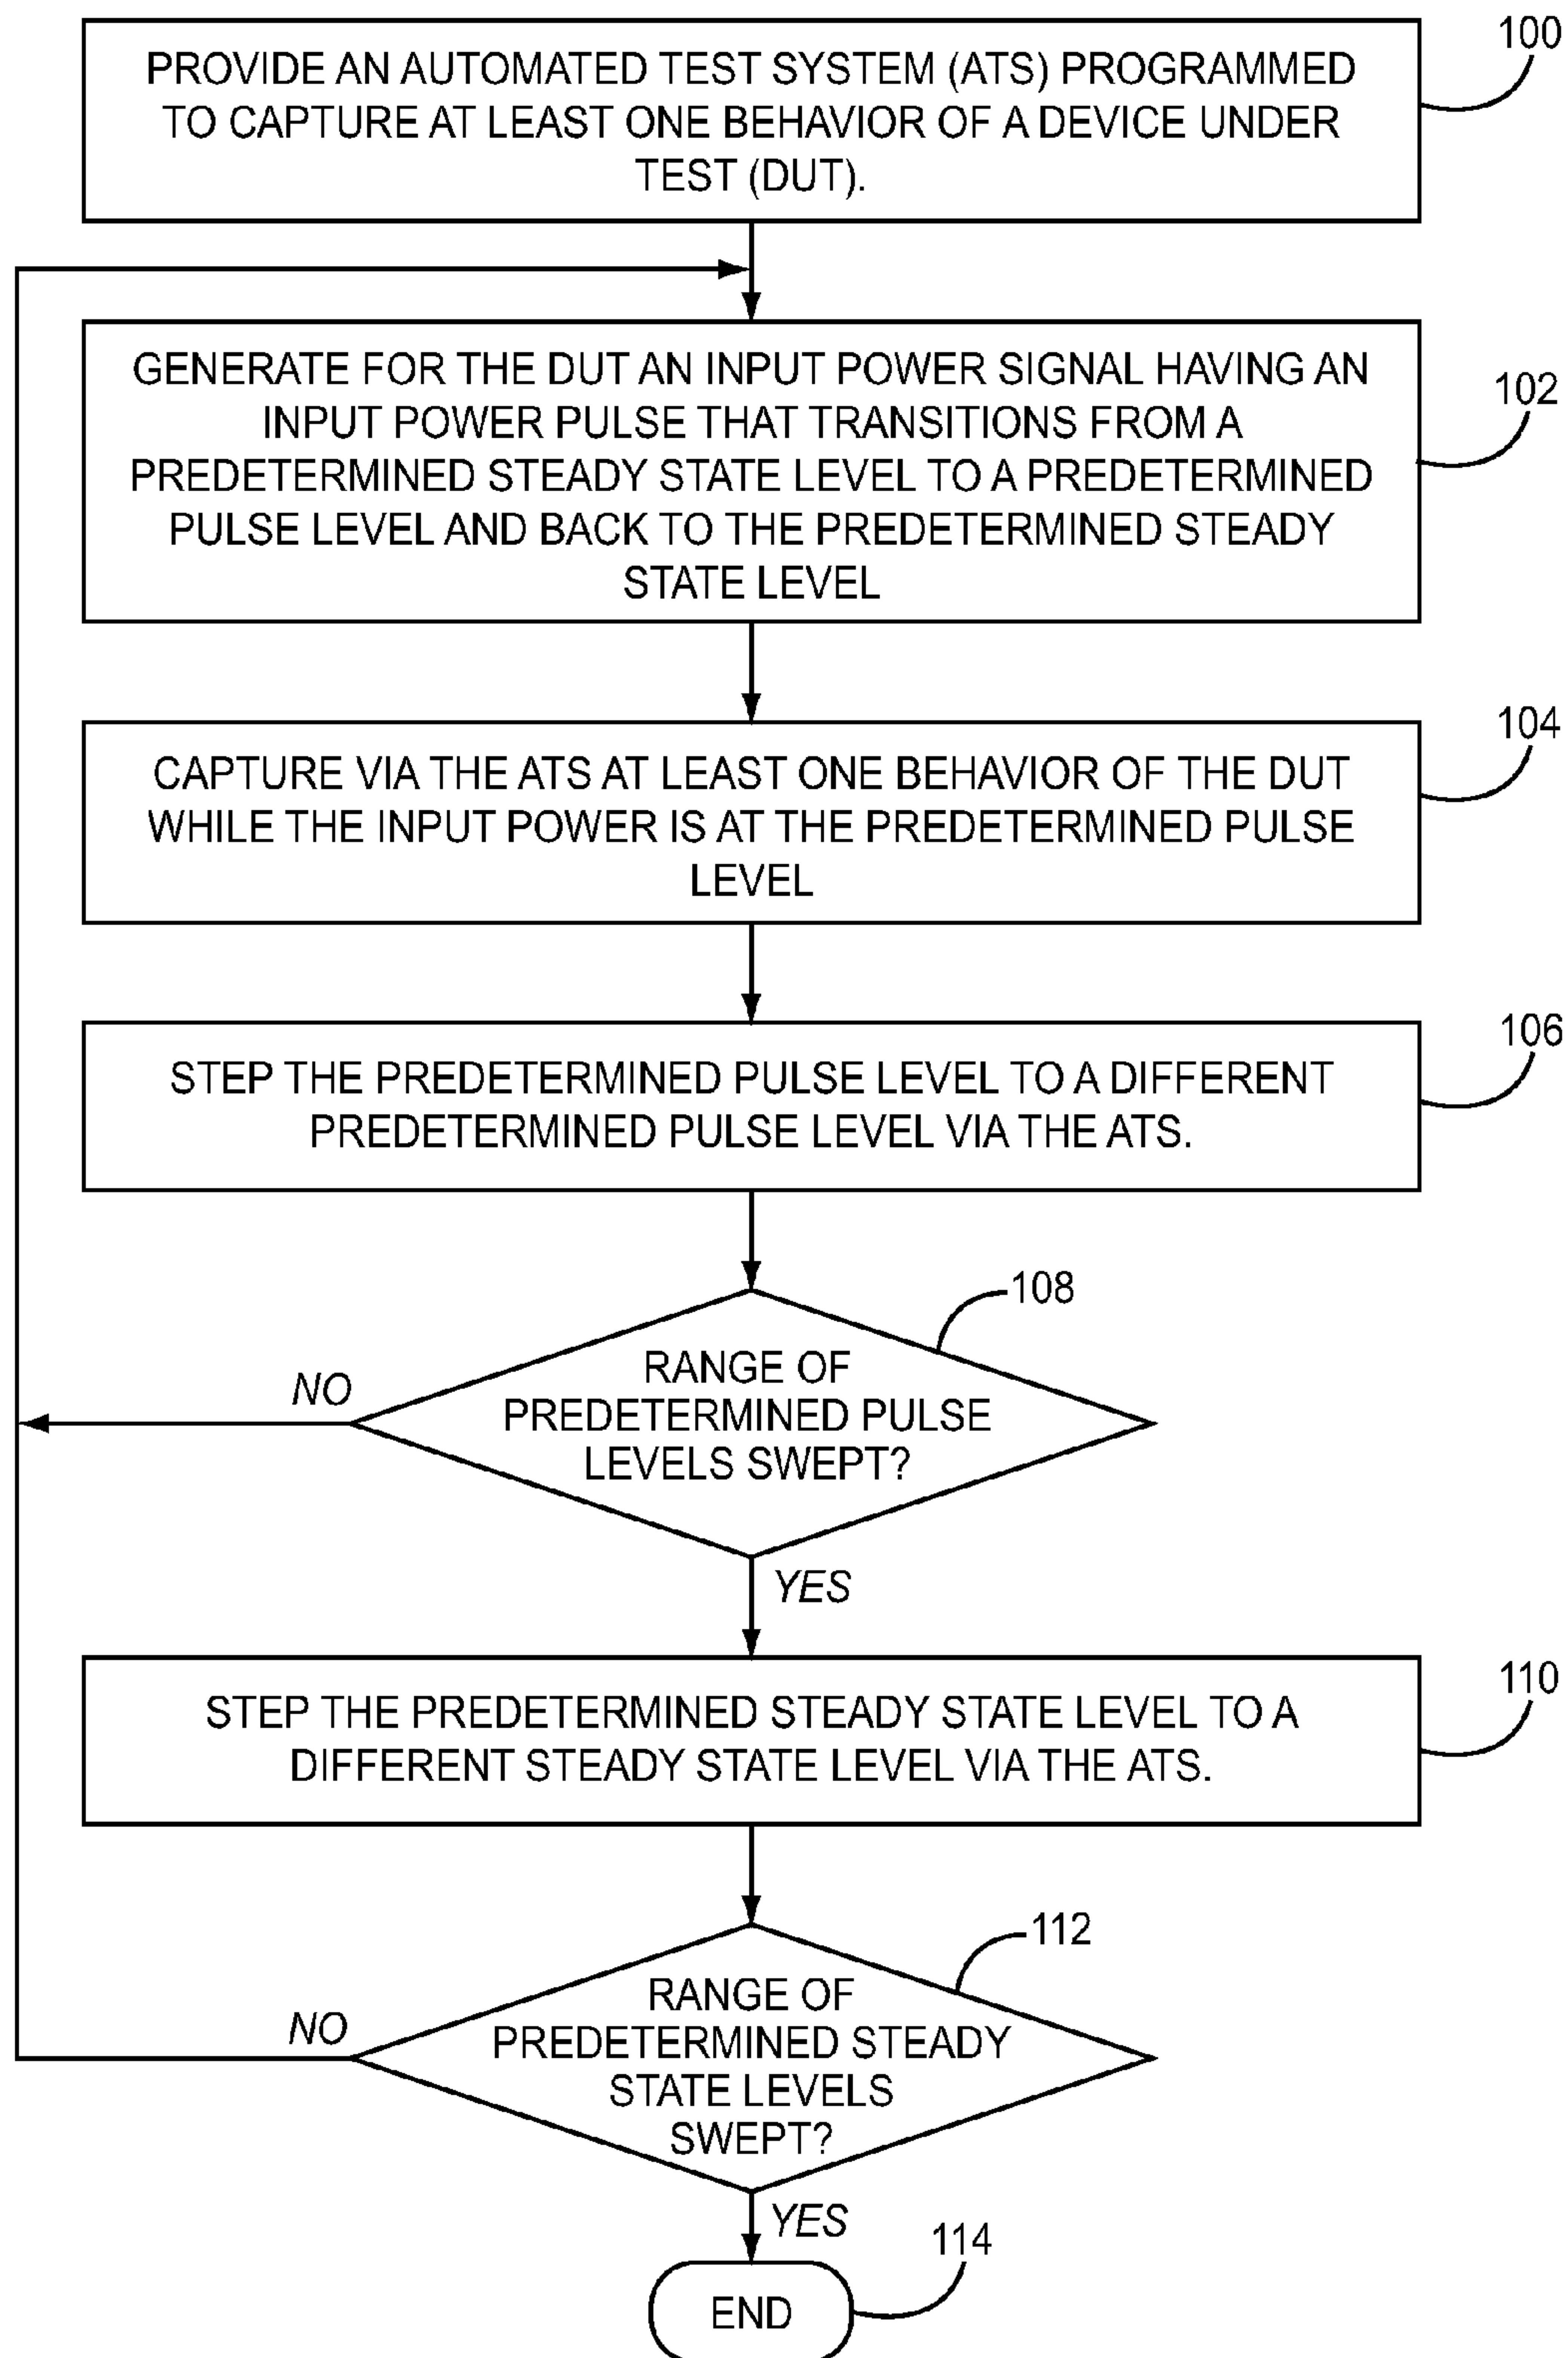 100
PROVIDE AN AUTOMATED TEST SYSTEM (ATS) PROGRAMMED
TO CAPTURE AT LEAST ONE BEHAVIOR OF A DEVICE UNDER
TEST (DUT).
102
GENERATE FOR THE DUT AN INPUT POWER SIGNAL HAVING AN
INPUT POWER PULSE THAT TRANSITIONS FROM A
PREDETERMINED STEADY STATE LEVEL TO A PREDETERMINED
PULSE LEVEL AND BACK TO THE PREDETERMINED STEADY
STATE LEVEL
104
CAPTURE VIA THE ATS AT LEAST ONE BEHAVIOR OF THE DUT
WHILE THE INPUT POWER IS AT THE PREDETERMINED PULSE
LEVEL
106
STEP THE PREDETERMINED PULSE LEVEL TO A DIFFERENT
PREDETERMINED PULSE LEVEL VIA THE ATS.
108
RANGE OF
PREDETERMINED PULSE
LEVELS SWEPT?
NO
YES
110
STEP THE PREDETERMINED STEADY STATE LEVEL TO A
DIFFERENT STEADY STATE LEVEL VIA THE ATS.
112
RANGE OF
PREDETERMINED STEADY
STATE LEVELS
SWEPT?
NO
YES
114
END